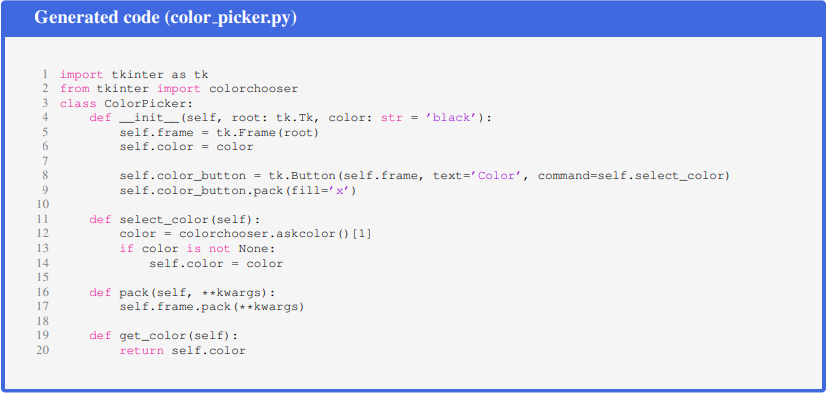 Generated code (color_picker.py)
1 import tkinter as tk
2 from tkinter import colorchooser
3 class ColorPicker:
4     def __init__(self, root: tk.Tk, color: str = 'black'):
5         self.frame = tk.Frame(root)
6         self.color = color
7
8         self.color_button = tk.Button(self.frame, text='Color', command=self.select_color)
9         self.color_button.pack(fill='x')
10
11     def select_color(self):
12         color = colorchooser.askcolor()[1]
13         if color is not None:
14             self.color = color
15
16     def pack(self, **kwargs):
17         self.frame.pack(**kwargs)
18
19     def get_color(self):
20         return self.color